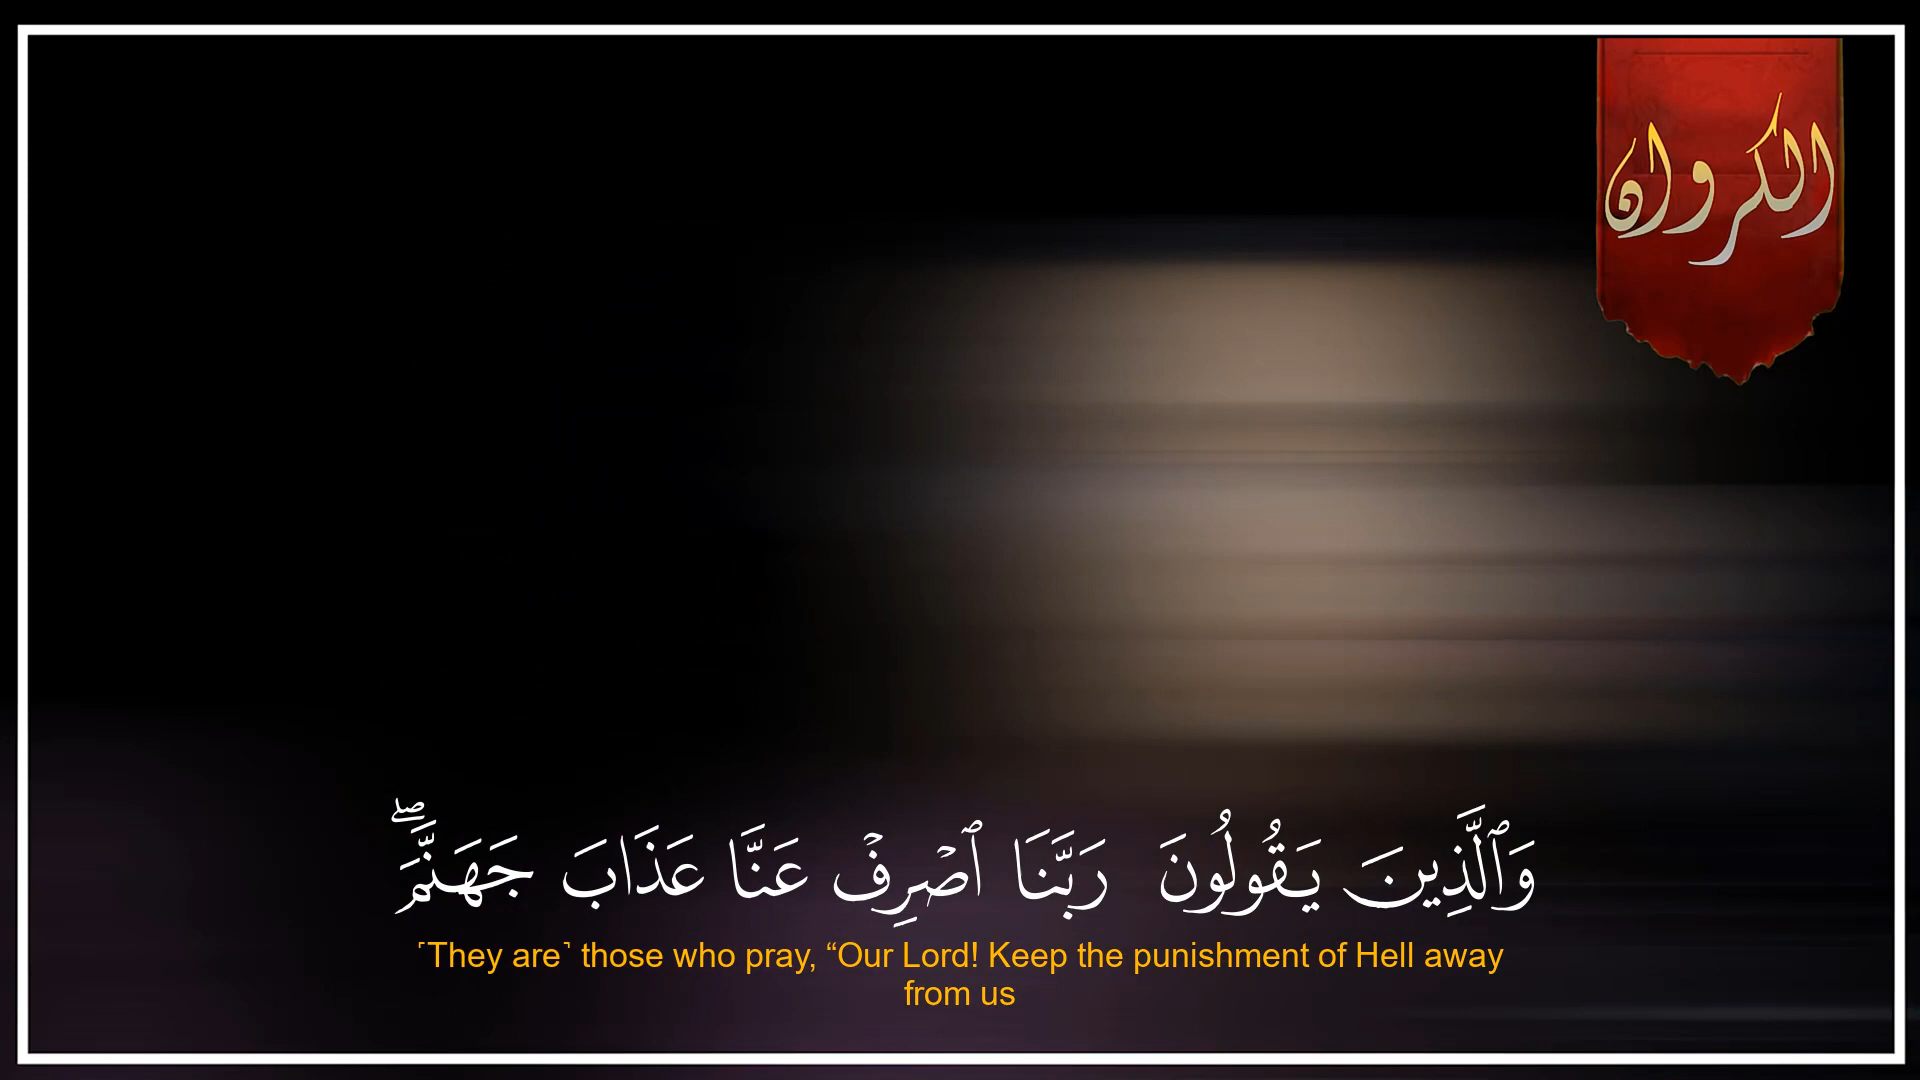 الكروان
وَٱلَّذِينَ يَقُولُونَ رَبَّنَا ٱصْرِفْ عَنَّا عَذَابَ جَهَنَّمَ ۖ
˹They are˺ those who pray, “Our Lord! Keep the punishment of Hell away
from us